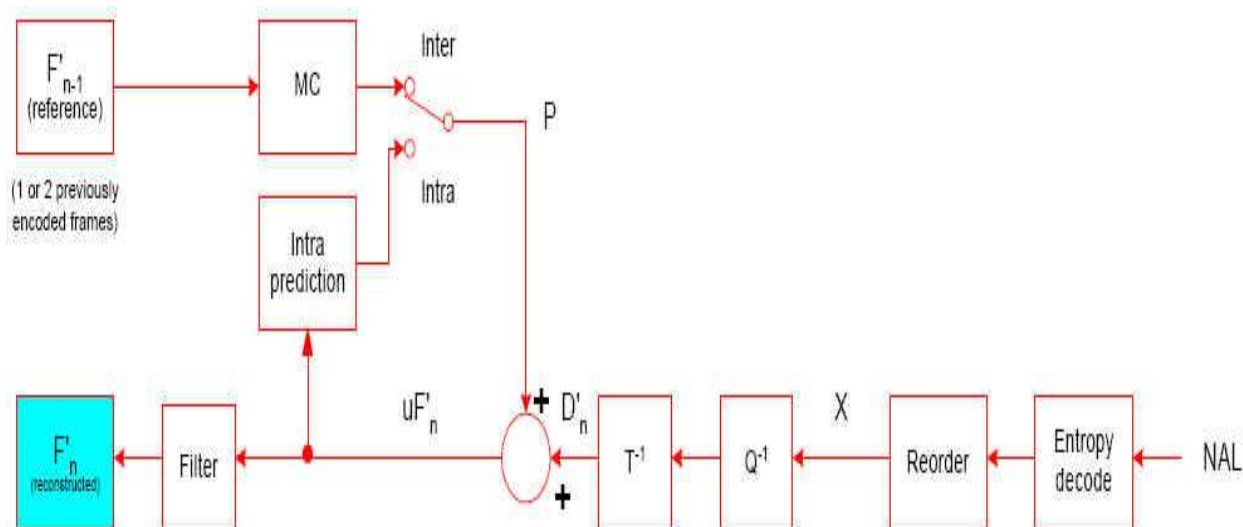 F'n-1
(reference)
(1 or 2 previously
encoded frames)
MC
Inter
P
Intra
Intra
prediction
F'n
(reconstructed)
Filter
uF'n
+
D'n
+
T-1
Q-1
X
Reorder
Entropy
decode
NAL